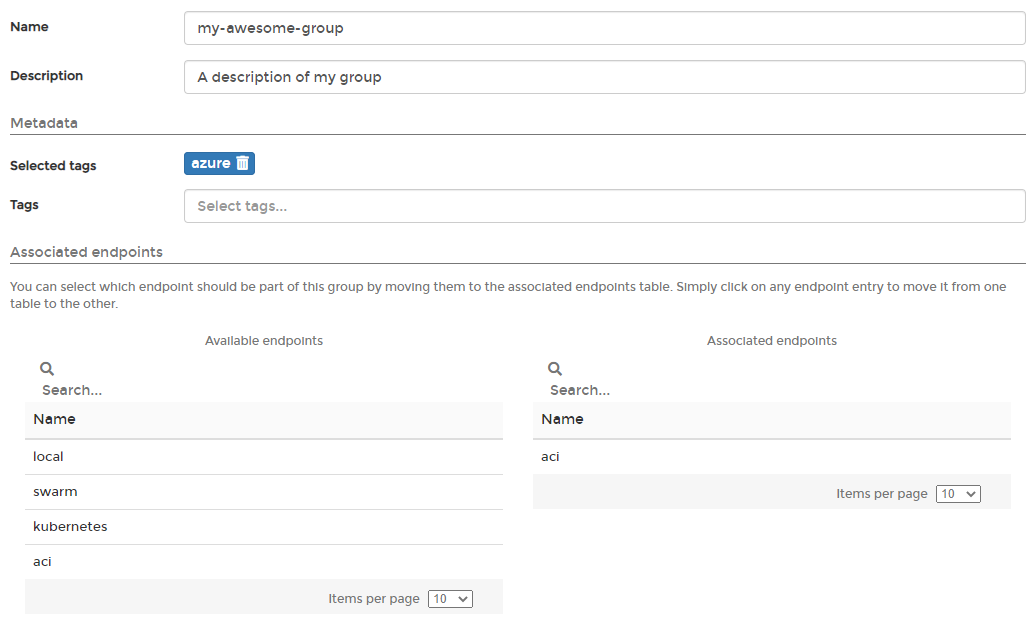 Name
my-awesome-group
Description
A description of my group
Metadata
Selected tags
azure
Tags
Select tags...
Associated endpoints
You can select which endpoint should be part of this group by moving them to the associated endpoints table. Simply click on any endpoint entry to move it from one
table to the other.
Available endpoints
Search...
Name
local
swarm
kubernetes
aci
Items per page 10
Associated endpoints
Search...
Name
aci
Items per page 10